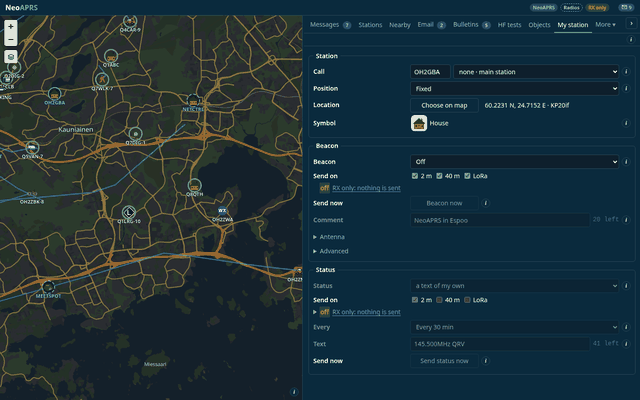 NeoAPRS
NeoAPRS Radios RX only
Messages 7 Stations Nearby Email 2 Bulletins 5 HF tests Objects My station More
Station
Call OH2GBA none · main station
Position Fixed
Location Choose on map 60.2231 N, 24.7152 E · KP20if
Symbol House
Beacon
Beacon Off
Send on 2 m 40 m LoRa
off RX only: nothing is sent
Send now Beacon now
Comment NeoAPRS in Espoo 20 left
Antenna
Advanced
Status
Status a text of my own
Send on 2 m 40 m LoRa
off RX only: nothing is sent
Every Every 30 min
Text 145.500MHz QRV 41 left
Send now Send status now
OH2GBA
Kauniainen
Miessaari